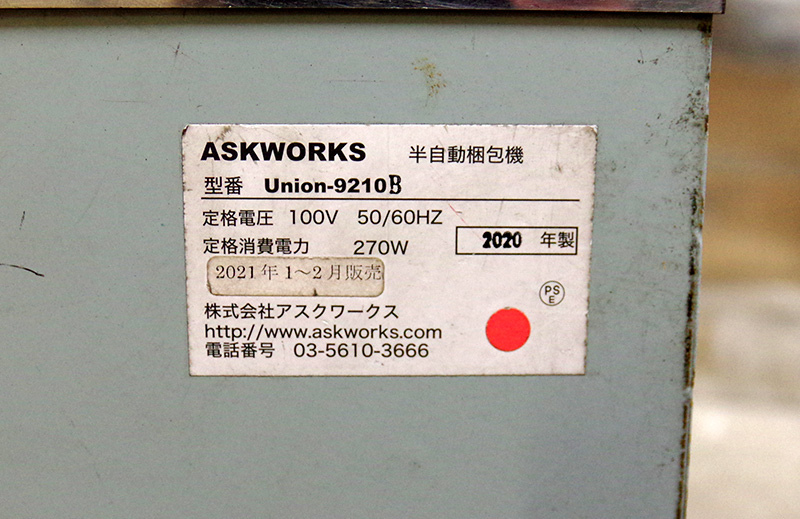 ASKWORKS 半自動梱包機
型番 Union-9210B
定格電圧 100V 50/60HZ
定格消費電力 270W
2020 年製
2021年1〜2月販売
PS
E
株式会社アスクワークス
http://www.askworks.com
電話番号 03-5610-3666